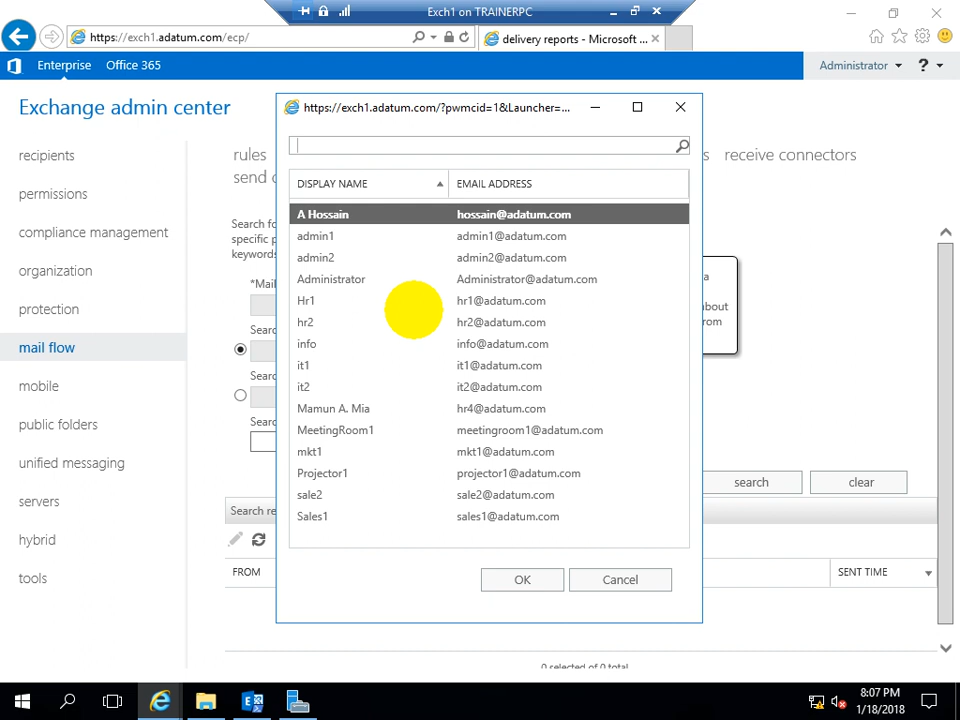 Exch1 on TRAINERPC
https://exch1.adatum.com/ecp/
delivery reports - Microsoft ...
Enterprise
Office 365
Administrator
?
Exchange admin center
https://exch1.adatum.com/?pwmcid=1&Launcher=...
recipients
permissions
compliance management
organization
protection
mail flow
mobile
public folders
unified messaging
servers
hybrid
tools
rules
receive connectors
send
Search fo
specific p
keywords
*Mail
Searc
Searc
Searc
a
bout
rom
DISPLAY NAME
EMAIL ADDRESS
A Hossain
hossain@adatum.com
admin1
admin1@adatum.com
admin2
admin2@adatum.com
Administrator
Administrator@adatum.com
Hr1
hr1@adatum.com
hr2
hr2@adatum.com
info
info@adatum.com
it1
it1@adatum.com
it2
it2@adatum.com
Mamun A. Mia
hr4@adatum.com
MeetingRoom1
meetingroom1@adatum.com
mkt1
mkt1@adatum.com
Projector1
projector1@adatum.com
sale2
sale2@adatum.com
Sales1
sales1@adatum.com
OK
Cancel
search
clear
Search re
FROM
SENT TIME
0 selected of 0 total
8:07 PM
1/18/2018